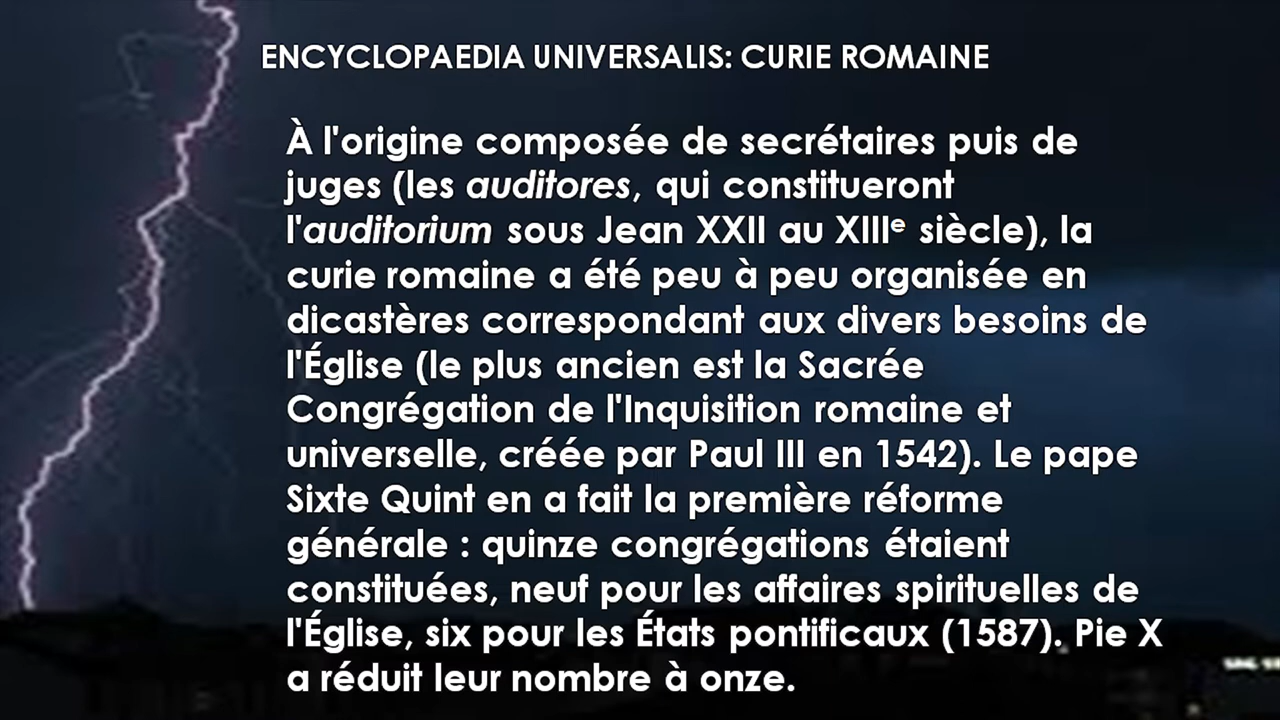 ENCYCLOPAEDIA UNIVERSALIS: CURIE ROMAINE
À l'origine composée de secrétaires puis de
juges (les auditores, qui constitueront
l'auditorium sous Jean XXII au XIIIe siècle), la
curie romaine a été peu à peu organisée en
dicastères correspondant aux divers besoins de
l'Église (le plus ancien est la Sacrée
Congrégation de l'Inquisition romaine et
universelle, créée par Paul III en 1542). Le pape
Sixte Quint en a fait la première réforme
générale : quinze congrégations étaient
constituées, neuf pour les affaires spirituelles de
l'Église, six pour les États pontificaux (1587). Pie X
a réduit leur nombre à onze.